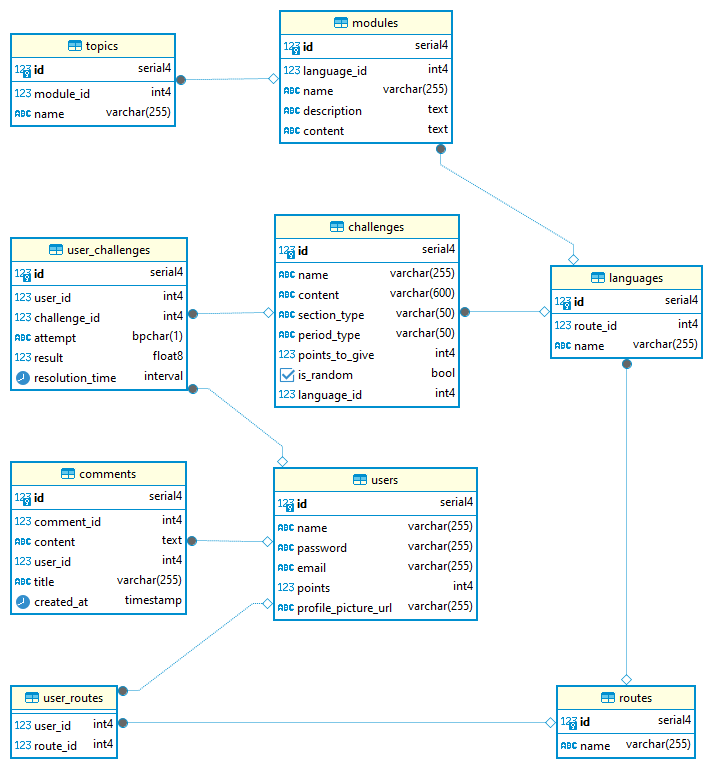 topics
123 id serial4
123 module_id int4
ABC name varchar(255)
modules
123 id serial4
123 language_id int4
ABC name varchar(255)
ABC description text
ABC content text
user_challenges
123 id serial4
123 user_id int4
123 challenge_id int4
ABC attempt bpchar(1)
123 result float8
resolution_time interval
challenges
123 id serial4
ABC name varchar(255)
ABC content varchar(600)
ABC section_type varchar(50)
ABC period_type varchar(50)
123 points_to_give int4
is_random bool
123 language_id int4
languages
123 id serial4
123 route_id int4
ABC name varchar(255)
comments
123 id serial4
123 comment_id int4
ABC content text
123 user_id int4
ABC title varchar(255)
created_at timestamp
users
123 id serial4
ABC name varchar(255)
ABC password varchar(255)
ABC email varchar(255)
123 points int4
ABC profile_picture_url varchar(255)
user_routes
123 user_id int4
123 route_id int4
routes
123 id serial4
ABC name varchar(255)